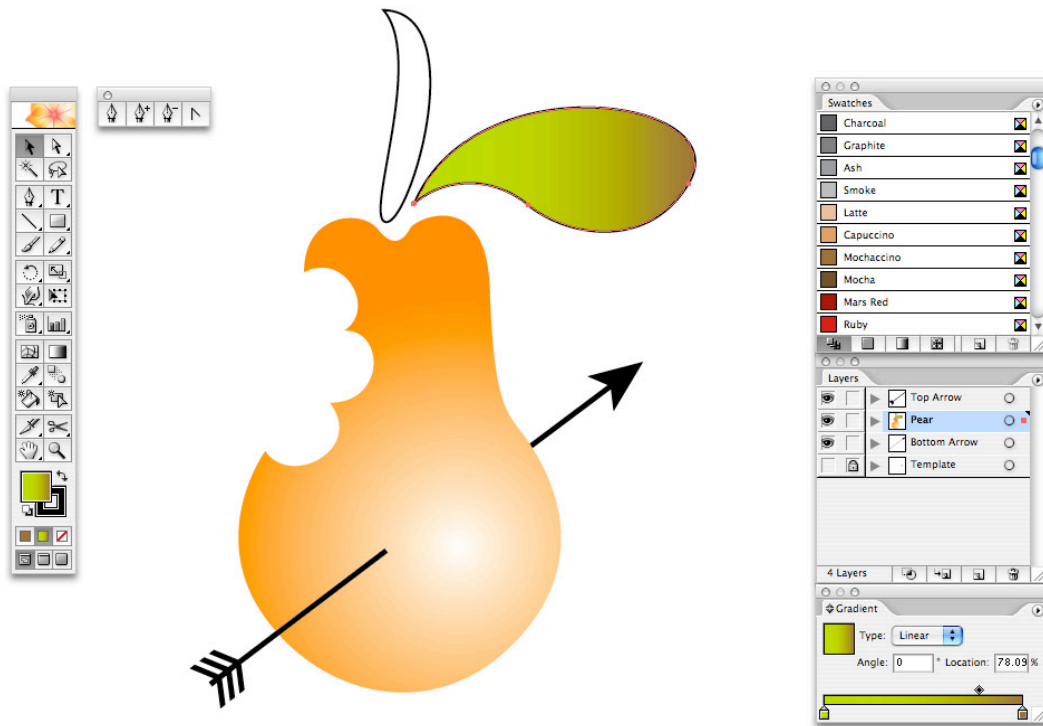 T
Swatches
Charcoal
Graphite
Ash
Smoke
Latte
Capuccino
Mochaccino
Mocha
Mars Red
Ruby
Layers
Top Arrow
Pear
Bottom Arrow
Template
4 Layers
Gradient
Type: Linear
Angle: 0 ° Location: 78.09 %